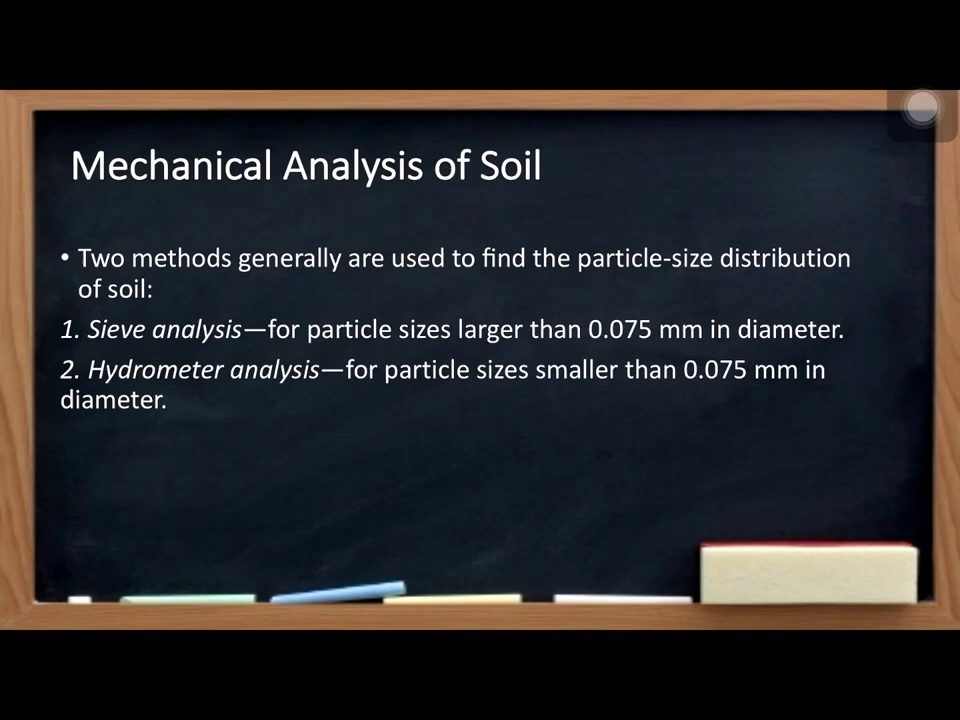 Mechanical Analysis of Soil
• Two methods generally are used to find the particle-size distribution
of soil:
1. Sieve analysis—for particle sizes larger than 0.075 mm in diameter.
2. Hydrometer analysis—for particle sizes smaller than 0.075 mm in
diameter.